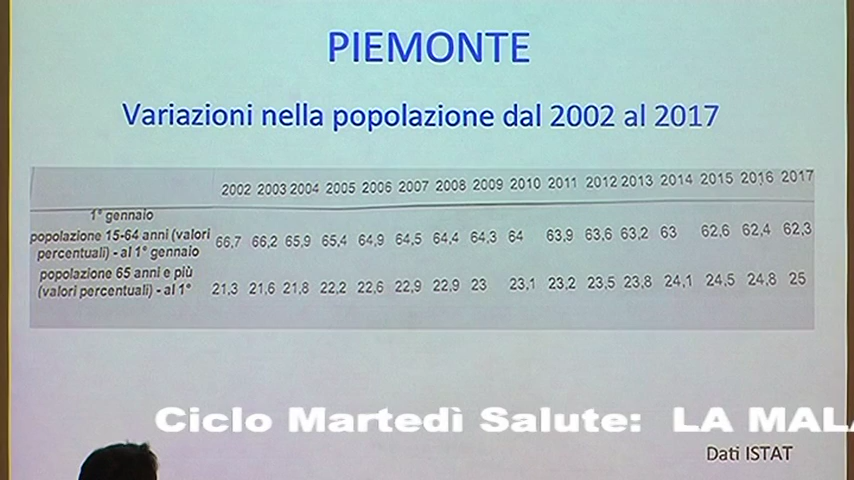 PIEMONTE
Variazioni nella popolazione dal 2002 al 2017
2002 2003 2004 2005 2006 2007 2008 2009 2010 2011 2012 2013 2014 2015 2016 2017
1° gennaio
popolazione 15-64 anni (valori
percentuali) - al 1° gennaio
66,7 66,2 65,9 65,4 64,9 64,5 64,4 64,3 64 63,9 63,6 63,2 63 62,6 62,4 62,3
popolazione 65 anni e più
(valori percentuali) - al 1°
21,3 21,6 21,8 22,2 22,6 22,9 22,9 23 23,1 23,2 23,5 23,8 24,1 24,5 24,8 25
Ciclo Martedì Salute: LA MALA
Dati ISTAT